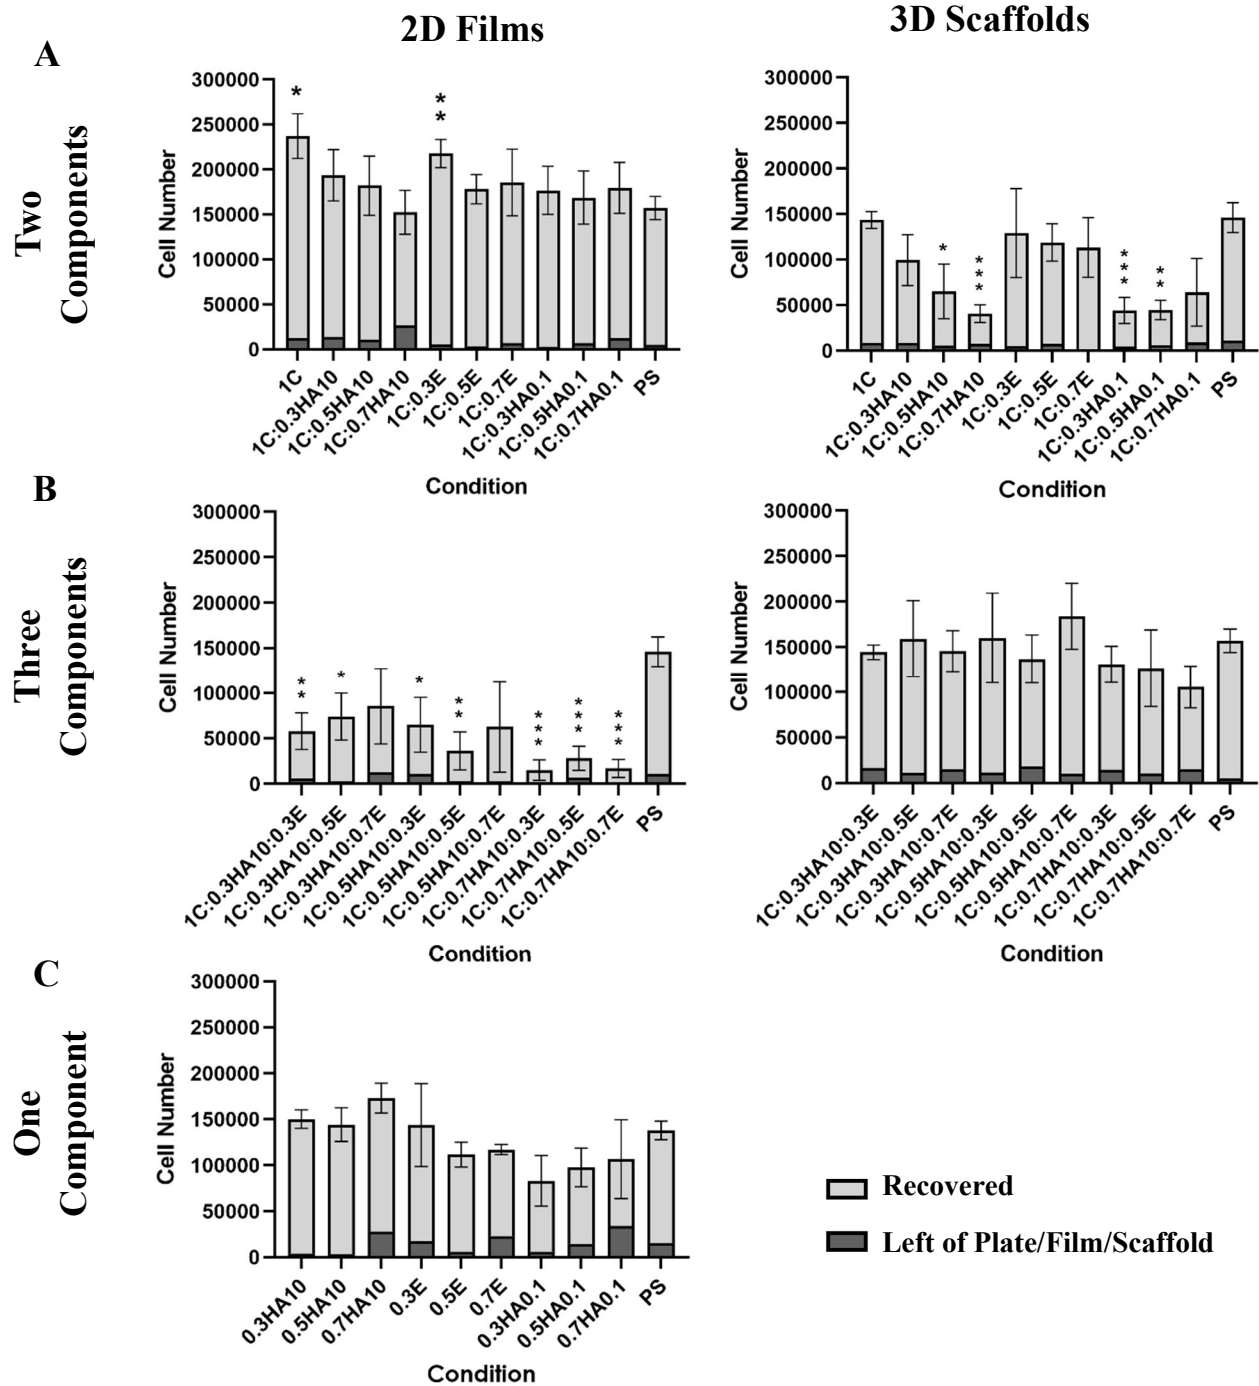 2D Films
3D Scaffolds
A
Two
Components
300000
250000
200000
150000
100000
50000
0
Cell Number
*
**
1C
1C:0.3HA10
1C:0.5HA10
1C:0.7HA10
1C:0.3E
1C:0.5E
1C:0.7E
1C:0.3HA0.1
1C:0.5HA0.1
1C:0.7HA0.1
PS
Condition
300000
250000
200000
150000
100000
50000
0
Cell Number
*
***
***
**
1C
1C:0.3HA10
1C:0.5HA10
1C:0.7HA10
1C:0.3E
1C:0.5E
1C:0.7E
1C:0.3HA0.1
1C:0.5HA0.1
1C:0.7HA0.1
PS
Condition
B
Three
Components
300000
250000
200000
150000
100000
50000
0
Cell Number
**
*
*
**
***
***
***
1C:0.3HA10:0.3E
1C:0.3HA10:0.5E
1C:0.3HA10:0.7E
1C:0.5HA10:0.3E
1C:0.5HA10:0.5E
1C:0.5HA10:0.7E
1C:0.7HA10:0.3E
1C:0.7HA10:0.5E
1C:0.7HA10:0.7E
PS
Condition
300000
250000
200000
150000
100000
50000
0
Cell Number
1C:0.3HA10:0.3E
1C:0.3HA10:0.5E
1C:0.3HA10:0.7E
1C:0.5HA10:0.3E
1C:0.5HA10:0.5E
1C:0.5HA10:0.7E
1C:0.7HA10:0.3E
1C:0.7HA10:0.5E
1C:0.7HA10:0.7E
PS
Condition
C
One
Component
300000
250000
200000
150000
100000
50000
0
Cell Number
0.3HA10
0.5HA10
0.7HA10
0.3E
0.5E
0.7E
0.3HA0.1
0.5HA0.1
0.7HA0.1
PS
Condition
Recovered
Left of Plate/Film/Scaffold